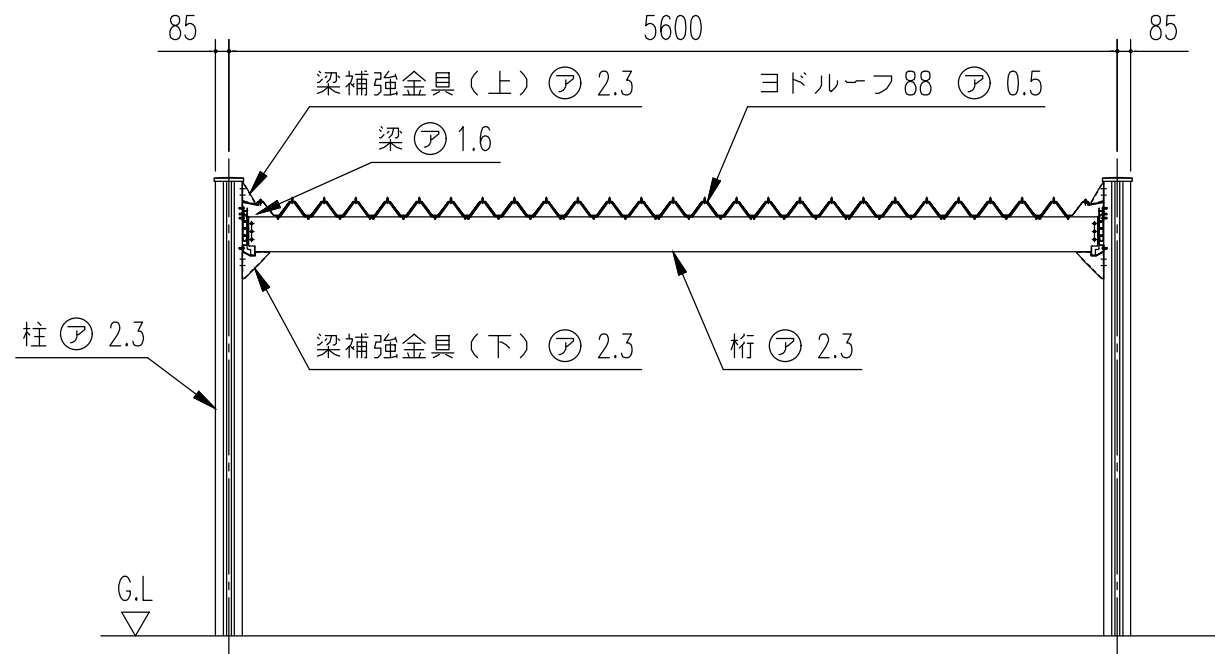 85 5600 85
梁補強金具（上）㋐ 2.3
ヨドルーフ 88 ㋐ 0.5
梁 ㋐ 1.6
柱 ㋐ 2.3
梁補強金具（下）㋐ 2.3
桁 ㋐ 2.3
G.L